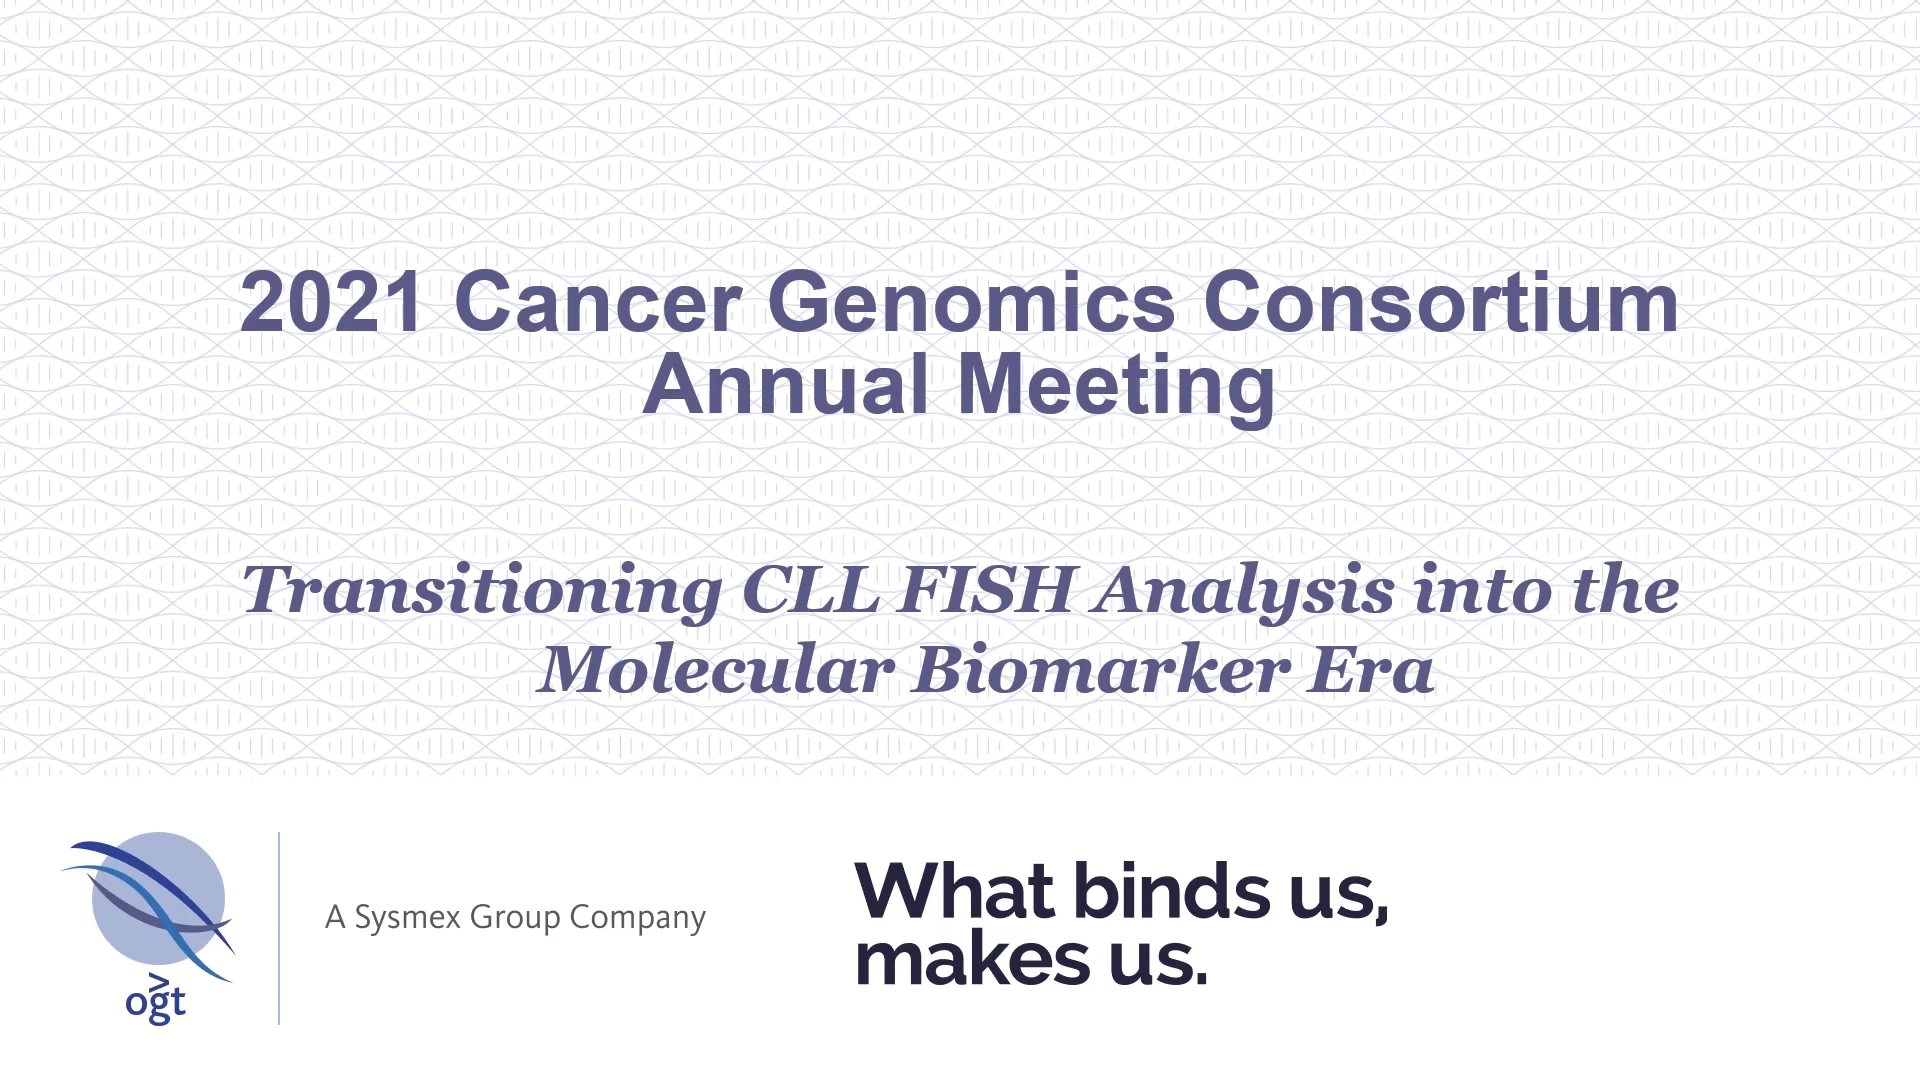 2021 Cancer Genomics Consortium
Annual Meeting
Transitioning CLL FISH Analysis into the
Molecular Biomarker Era
ogt
A Sysmex Group Company
What binds us,
makes us.